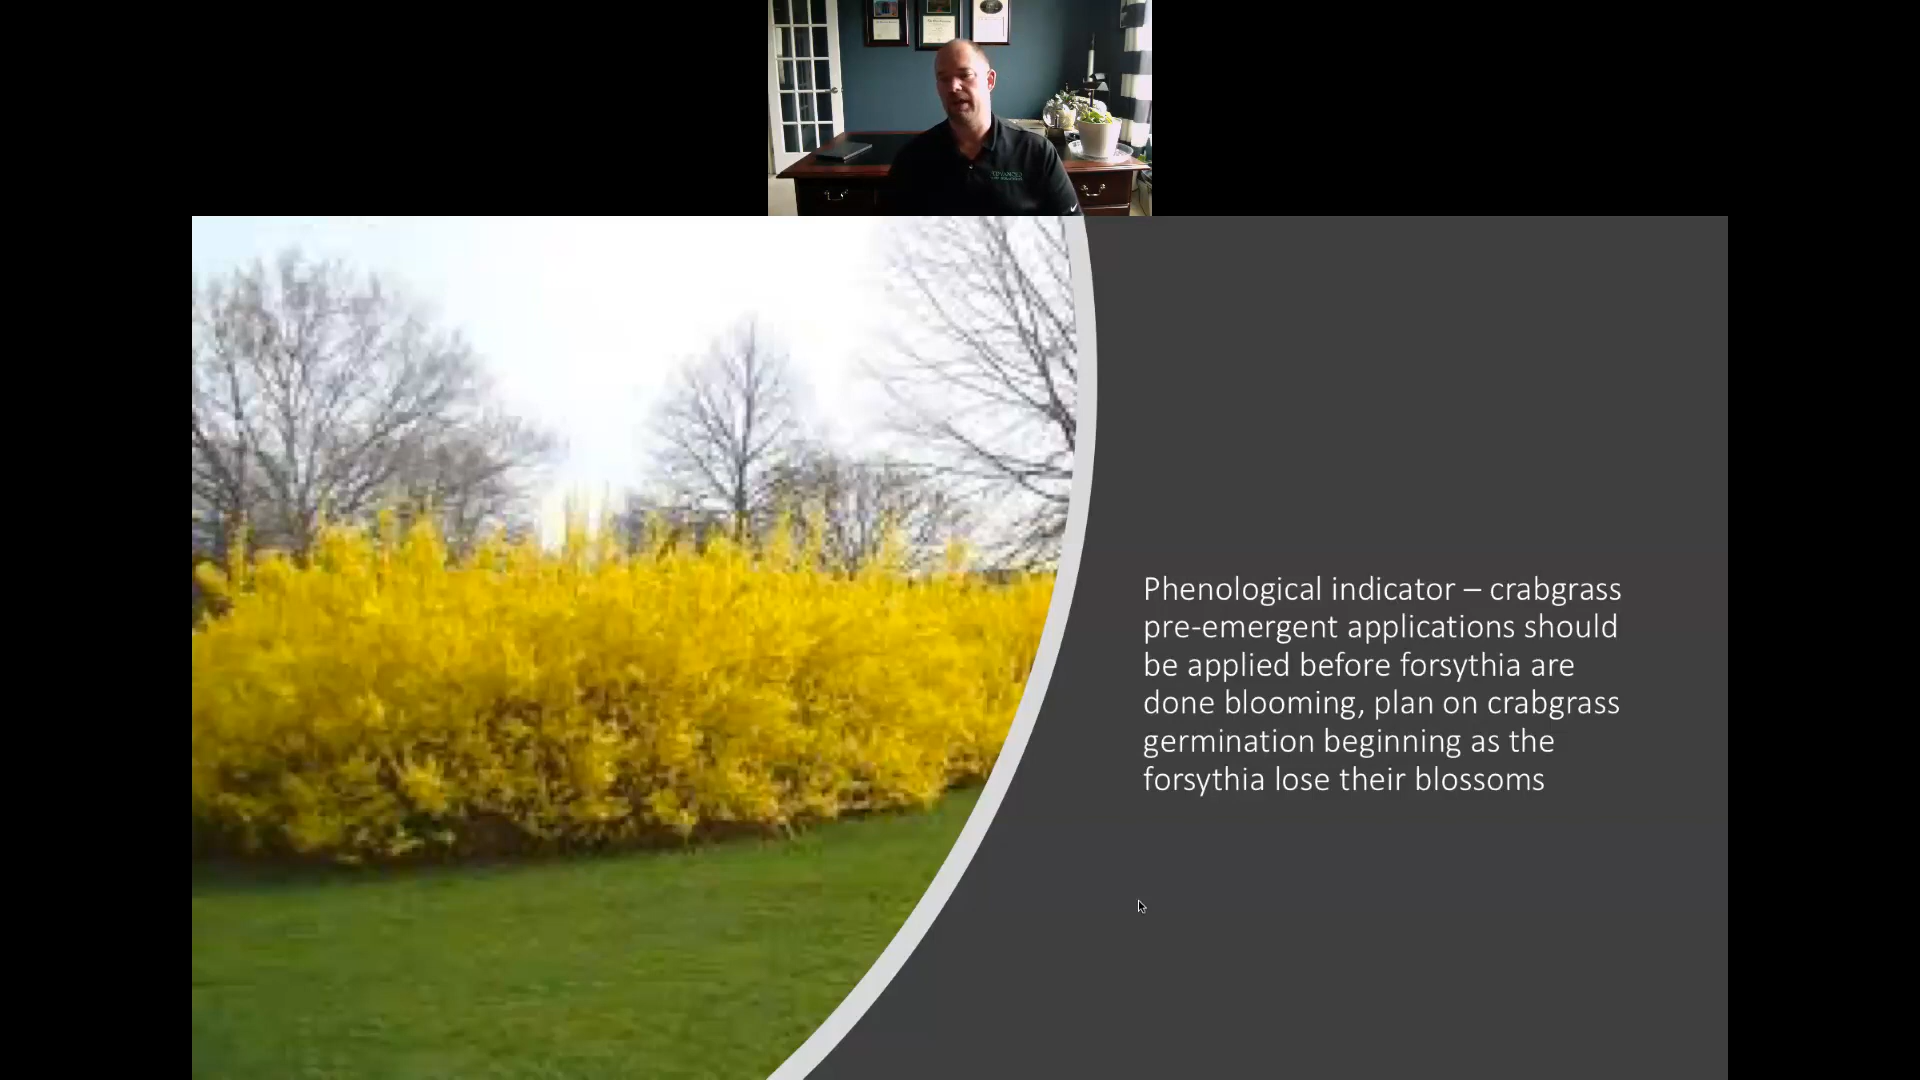 Phenological indicator – crabgrass
pre-emergent applications should
be applied before forsythia are
done blooming, plan on crabgrass
germination beginning as the
forsythia lose their blossoms